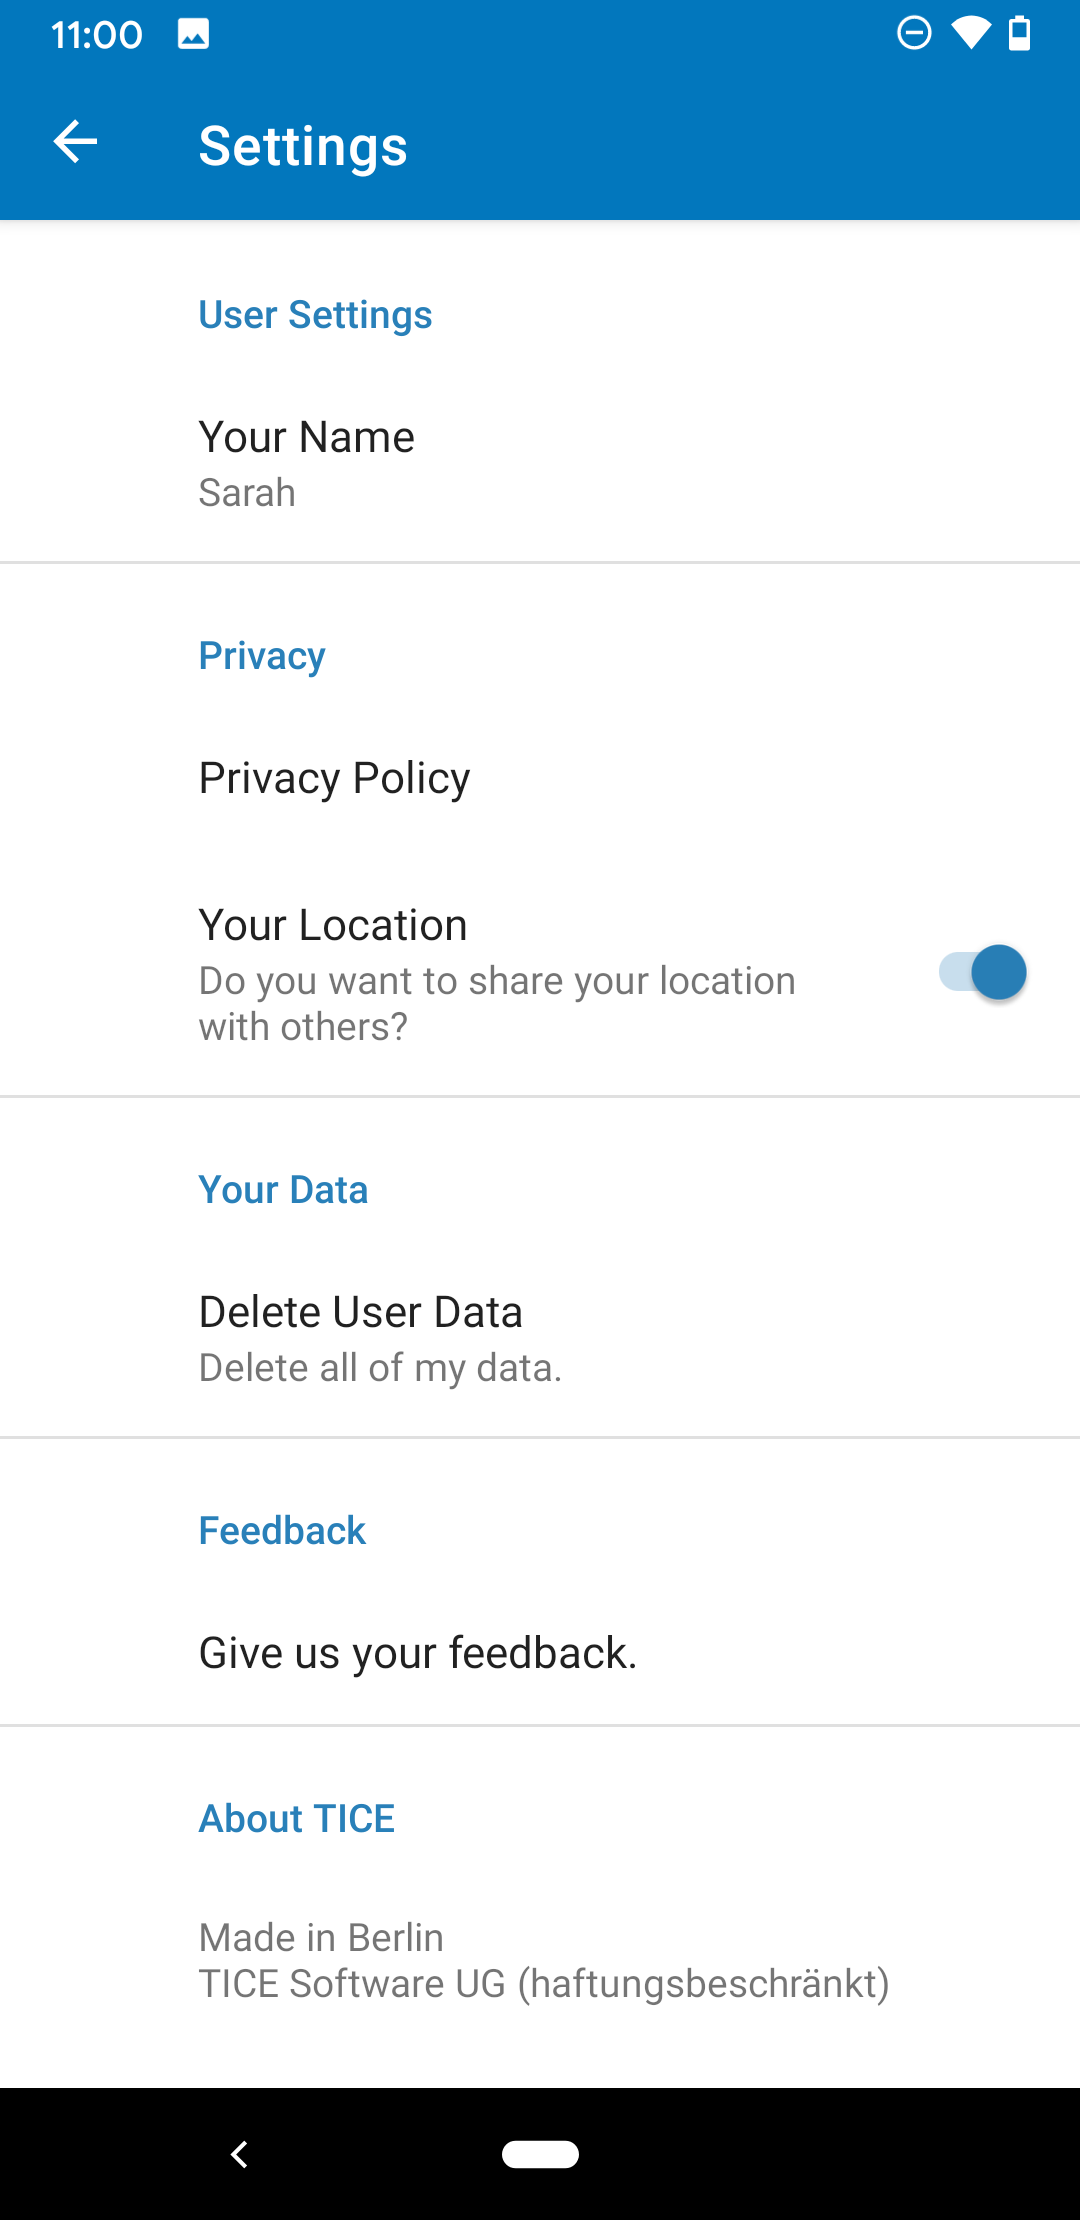 11:00
Settings
User Settings
Your Name
Sarah
Privacy
Privacy Policy
Your Location
Do you want to share your location
with others?
Your Data
Delete User Data
Delete all of my data.
Feedback
Give us your feedback.
About TICE
Made in Berlin
TICE Software UG (haftungsbeschränkt)